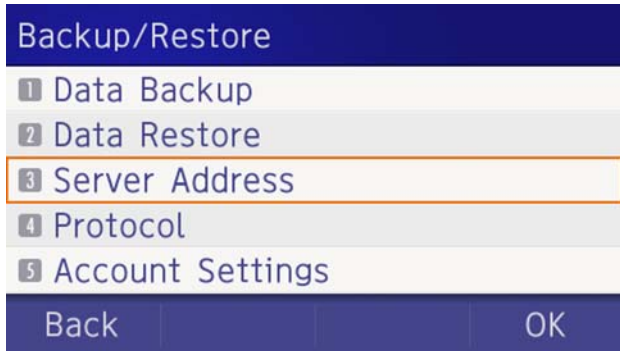 Backup/Restore
1 Data Backup
2 Data Restore
3 Server Address
4 Protocol
5 Account Settings
Back OK